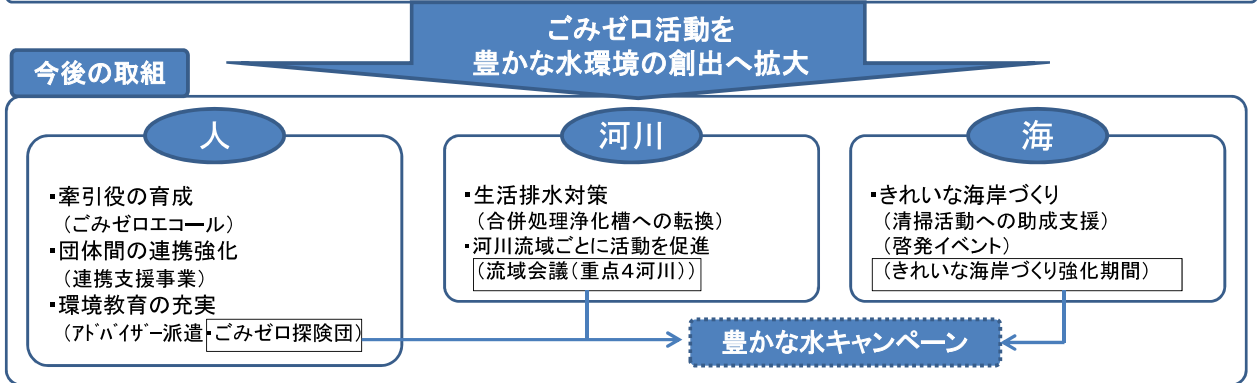 ごみゼロ活動を
豊かな水環境の創出へ拡大
今後の取組
人
・牽引役の育成
（ごみゼロエコール）
・団体間の連携強化
（連携支援事業）
・環境教育の充実
（ｱﾄﾞﾊﾞｲｻﾞｰ派遣・ごみゼロ探険団）
河川
・生活排水対策
（合併処理浄化槽への転換）
・河川流域ごとに活動を促進
（流域会議（重点４河川））
海
・きれいな海岸づくり
（清掃活動への助成支援）
（啓発イベント）
（きれいな海岸づくり強化期間）
豊かな水キャンペーン